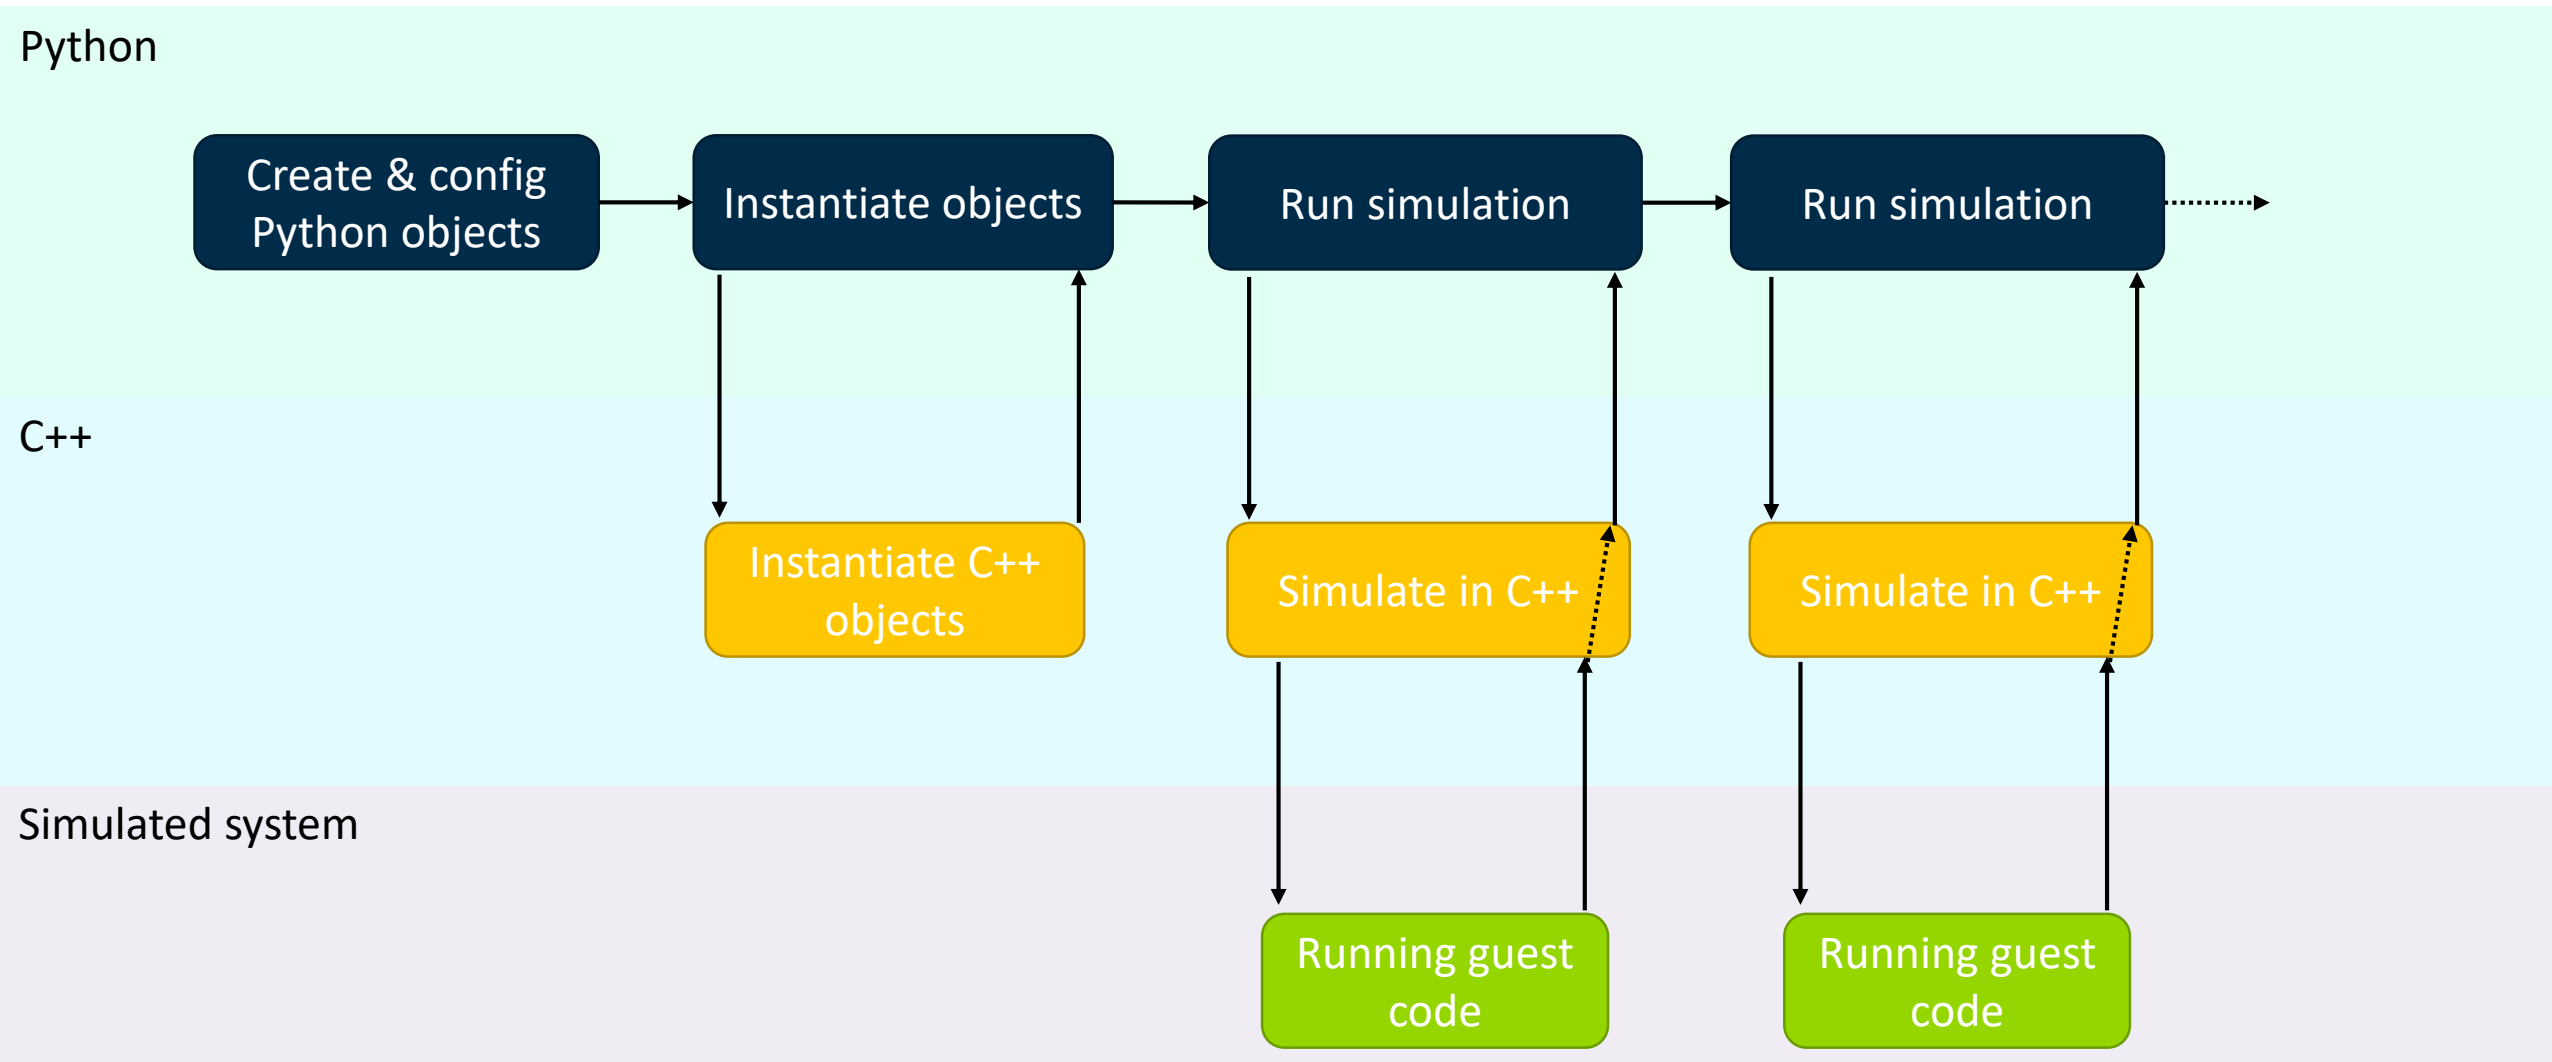 Python
Create & config
Python objects
Instantiate objects
Run simulation
Run simulation
C++
Instantiate C++
objects
Simulate in C++
Simulate in C++
Simulated system
Running guest
code
Running guest
code